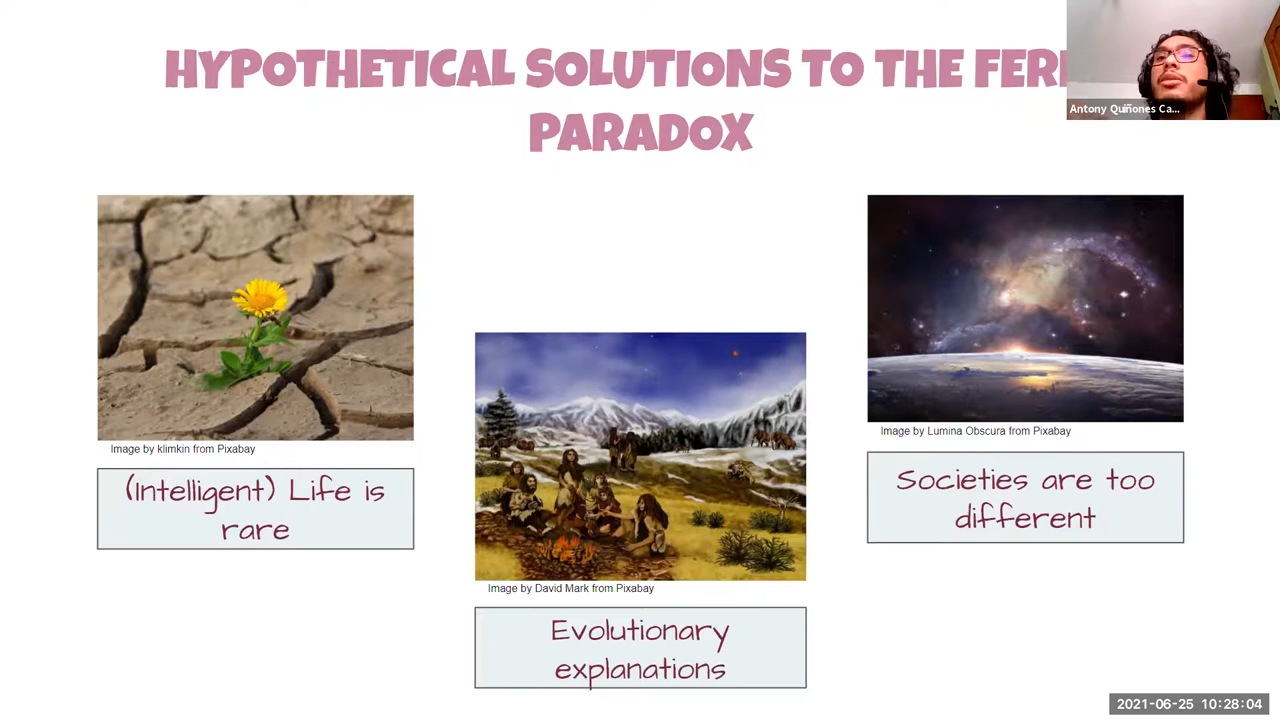 HYPOTHETICAL SOLUTIONS TO THE
PARADOX
Antony Quiñones Ca...
Image by klimkin from Pixabay
(Intelligent) Life is
rare
Image by David Mark from Pixabay
Evolutionary
explanations
Image by Lumina Obscura from Pixabay
Societies are too
different
2021-06-25 10:28:04